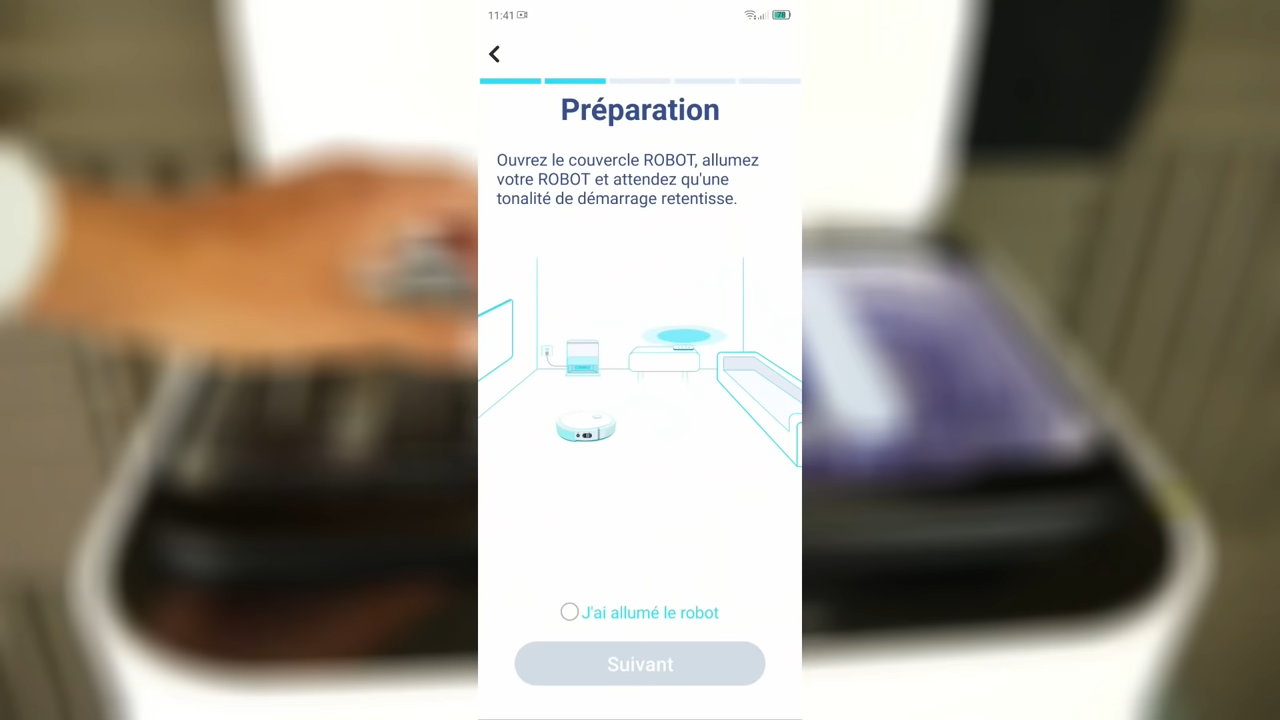 11:41
78
Préparation
Ouvrez le couvercle ROBOT, allumez
votre ROBOT et attendez qu'une
tonalité de démarrage retentisse.
J'ai allumé le robot
Suivant